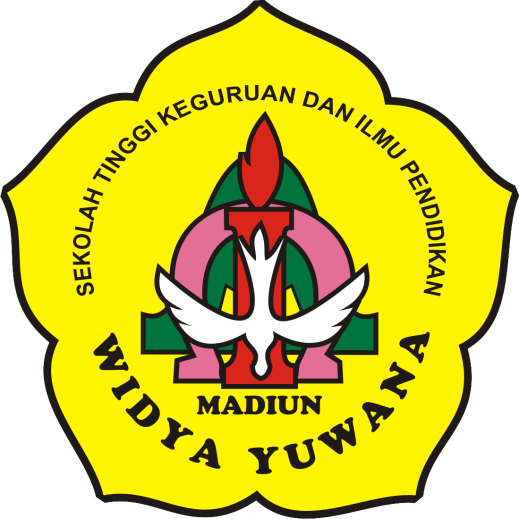 SEKOLAH TINGGI KEGURUAN DAN ILMU PENDIDIKAN
MADIUN
WIDYA YUWANA